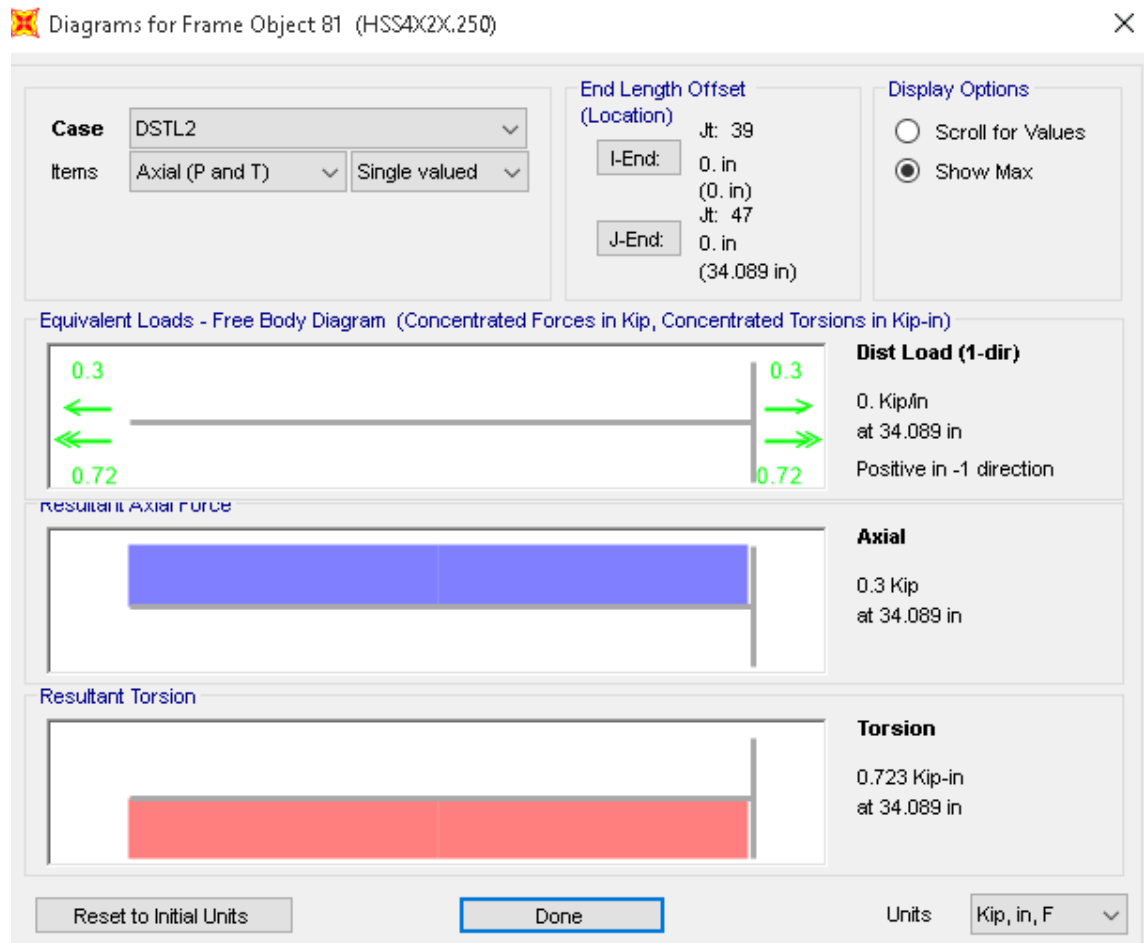 Diagrams for Frame Object 81 (HSS4X2X.250)
Case
DSTL2
Items
Axial (P and T)
Single valued
End Length Offset
(Location)
Jt: 39
I-End:
0. in
(0. in)
Jt: 47
J-End:
0. in
(34.089 in)
Display Options
Scroll for Values
Show Max
Equivalent Loads - Free Body Diagram (Concentrated Forces in Kip, Concentrated Torsions in Kip-in)
0.3
0.3
0.72
0.72
Dist Load (1-dir)
0. Kip/in
at 34.089 in
Positive in -1 direction
Resultant Axial Force
Axial
0.3 Kip
at 34.089 in
Resultant Torsion
Torsion
0.723 Kip-in
at 34.089 in
Reset to Initial Units
Done
Units
Kip, in, F